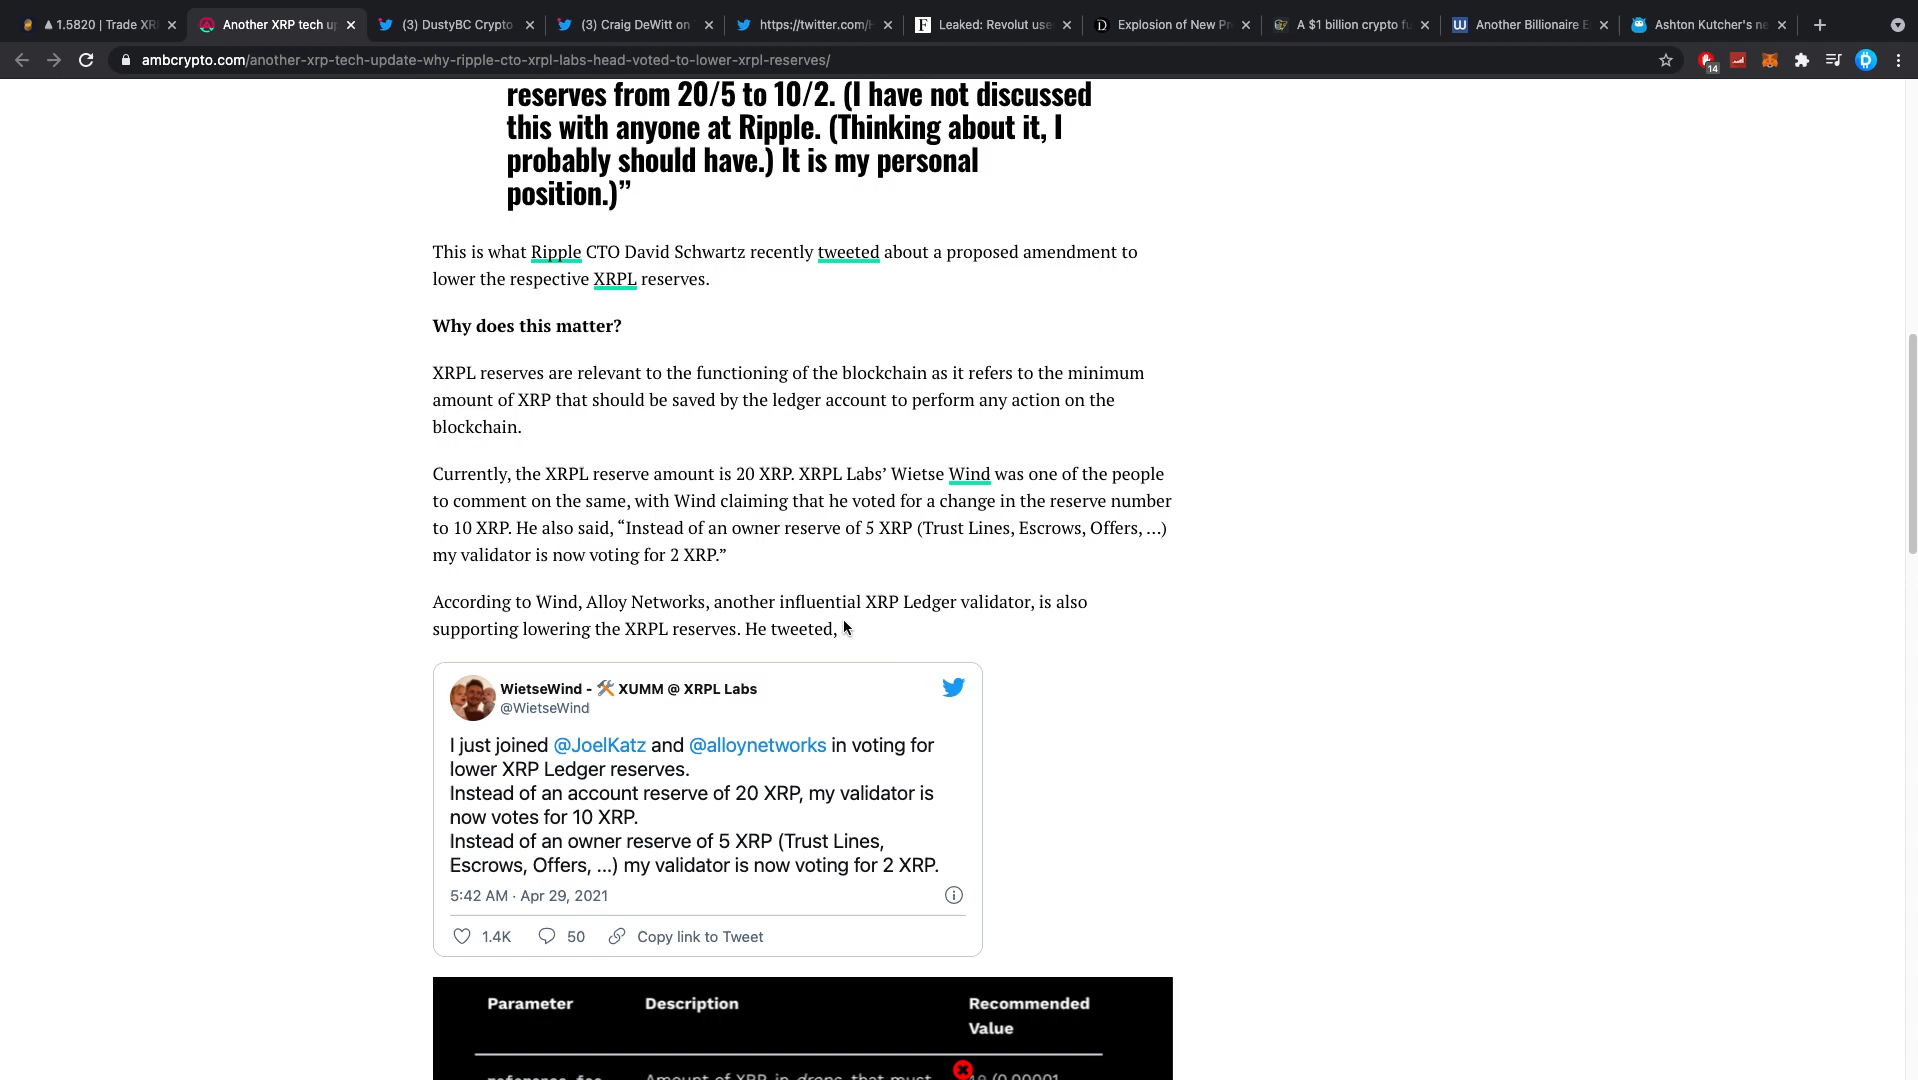 ▲1.5820 | Trade XR
Another XRP tech up
(3) DustyBC Crypto
(3) Craig DeWitt on
https://twitter.com/H
Leaked: Revolut use
Explosion of New Pr
A $1 billion crypto fu
Another Billionaire E
Ashton Kutcher's ne
ambcrypto.com/another-xrp-tech-update-why-ripple-cto-xrpl-labs-head-voted-to-lower-xrpl-reserves/
14
reserves from 20/5 to 10/2. (I have not discussed
this with anyone at Ripple. (Thinking about it, I
probably should have.) It is my personal
position.)”
This is what Ripple CTO David Schwartz recently tweeted about a proposed amendment to
lower the respective XRPL reserves.
Why does this matter?
XRPL reserves are relevant to the functioning of the blockchain as it refers to the minimum
amount of XRP that should be saved by the ledger account to perform any action on the
blockchain.
Currently, the XRPL reserve amount is 20 XRP. XRPL Labs’ Wietse Wind was one of the people
to comment on the same, with Wind claiming that he voted for a change in the reserve number
to 10 XRP. He also said, “Instead of an owner reserve of 5 XRP (Trust Lines, Escrows, Offers, …)
my validator is now voting for 2 XRP.”
According to Wind, Alloy Networks, another influential XRP Ledger validator, is also
supporting lowering the XRPL reserves. He tweeted,
WietseWind - 🛠 XUMM @ XRPL Labs
@WietseWind
I just joined @JoelKatz and @alloynetworks in voting for
lower XRP Ledger reserves.
Instead of an account reserve of 20 XRP, my validator is
now votes for 10 XRP.
Instead of an owner reserve of 5 XRP (Trust Lines,
Escrows, Offers, ...) my validator is now voting for 2 XRP.
5:42 AM · Apr 29, 2021
1.4K 50 Copy link to Tweet
Parameter Description Recommended
Value
reference_fee Amount of XRP, in drops, that must 10 (0.00001